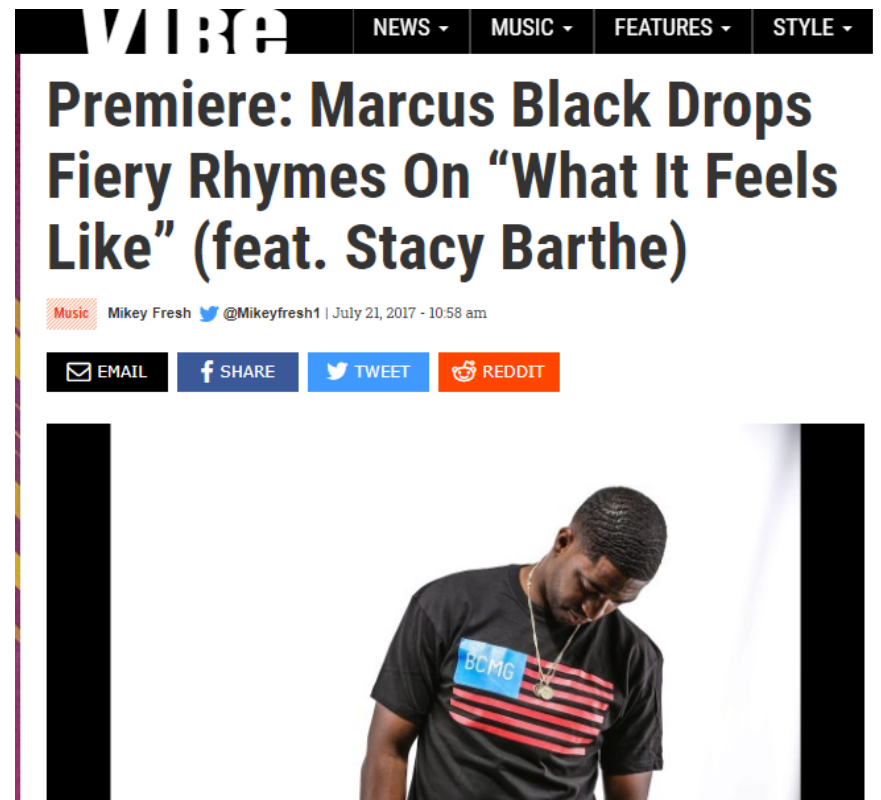 VIBE
NEWS MUSIC FEATURES STYLE
Premiere: Marcus Black Drops
Fiery Rhymes On “What It Feels
Like” (feat. Stacy Barthe)
Music Mikey Fresh @Mikeyfresh1 | July 21, 2017 - 10:58 am
EMAIL SHARE TWEET REDDIT
BCMG